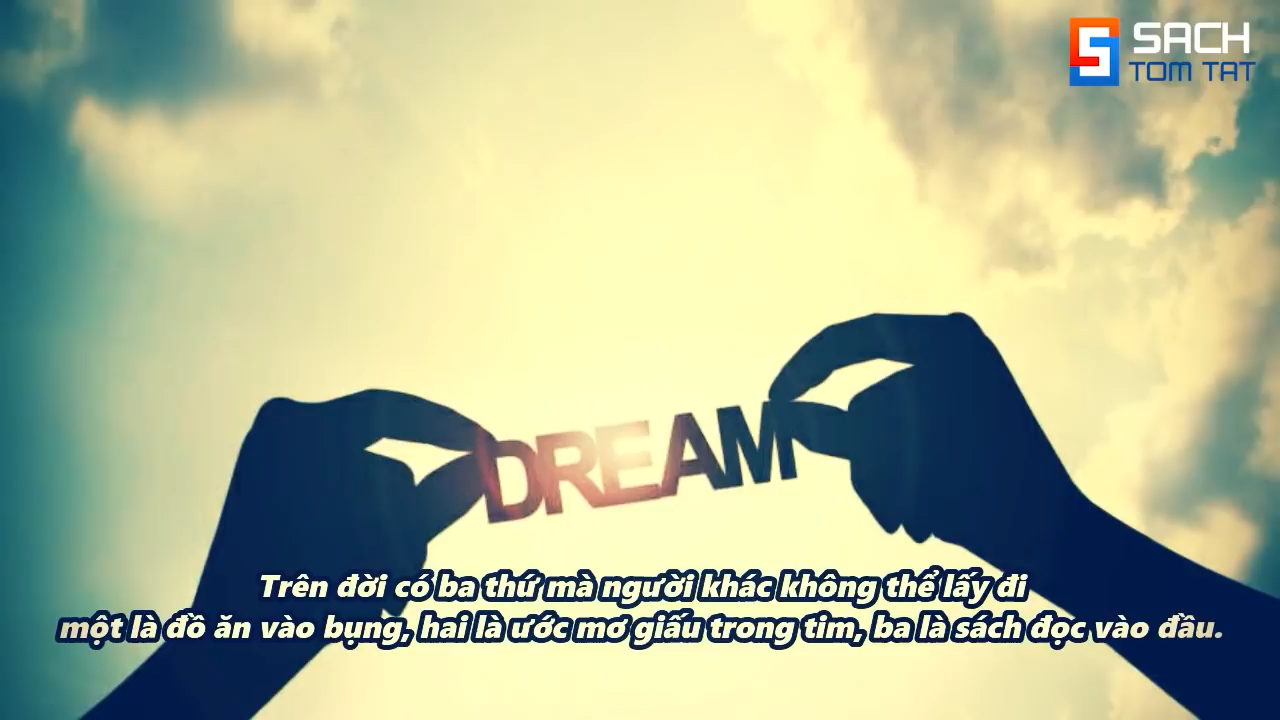 SACH
TOM TAT
DREAM
Trên đời có ba thứ mà người khác không thể lấy đi
một là đồ ăn vào bụng, hai là ước mơ giấu trong tim, ba là sách đọc vào đầu.